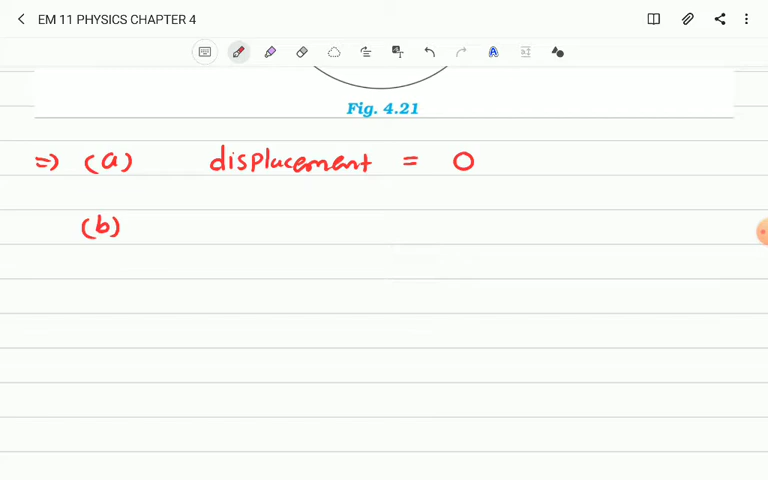 EM 11 PHYSICS CHAPTER 4
Fig. 4.21
=> (a) displacement = 0
(b)